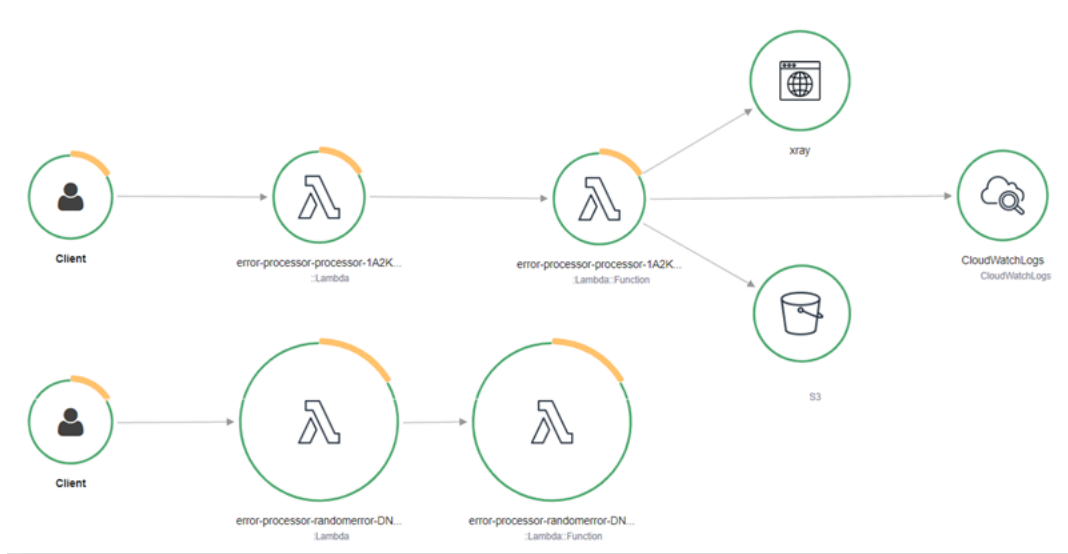 xray
Client
error-processor-processor-1A2K...
::Lambda
error-processor-processor-1A2K...
:Lambda::Function
CloudWatchLogs
CloudWatchLogs
S3
Client
error-processor-randomerror-DN...
:Lambda
error-processor-randomerror-DN...
:Lambda::Function